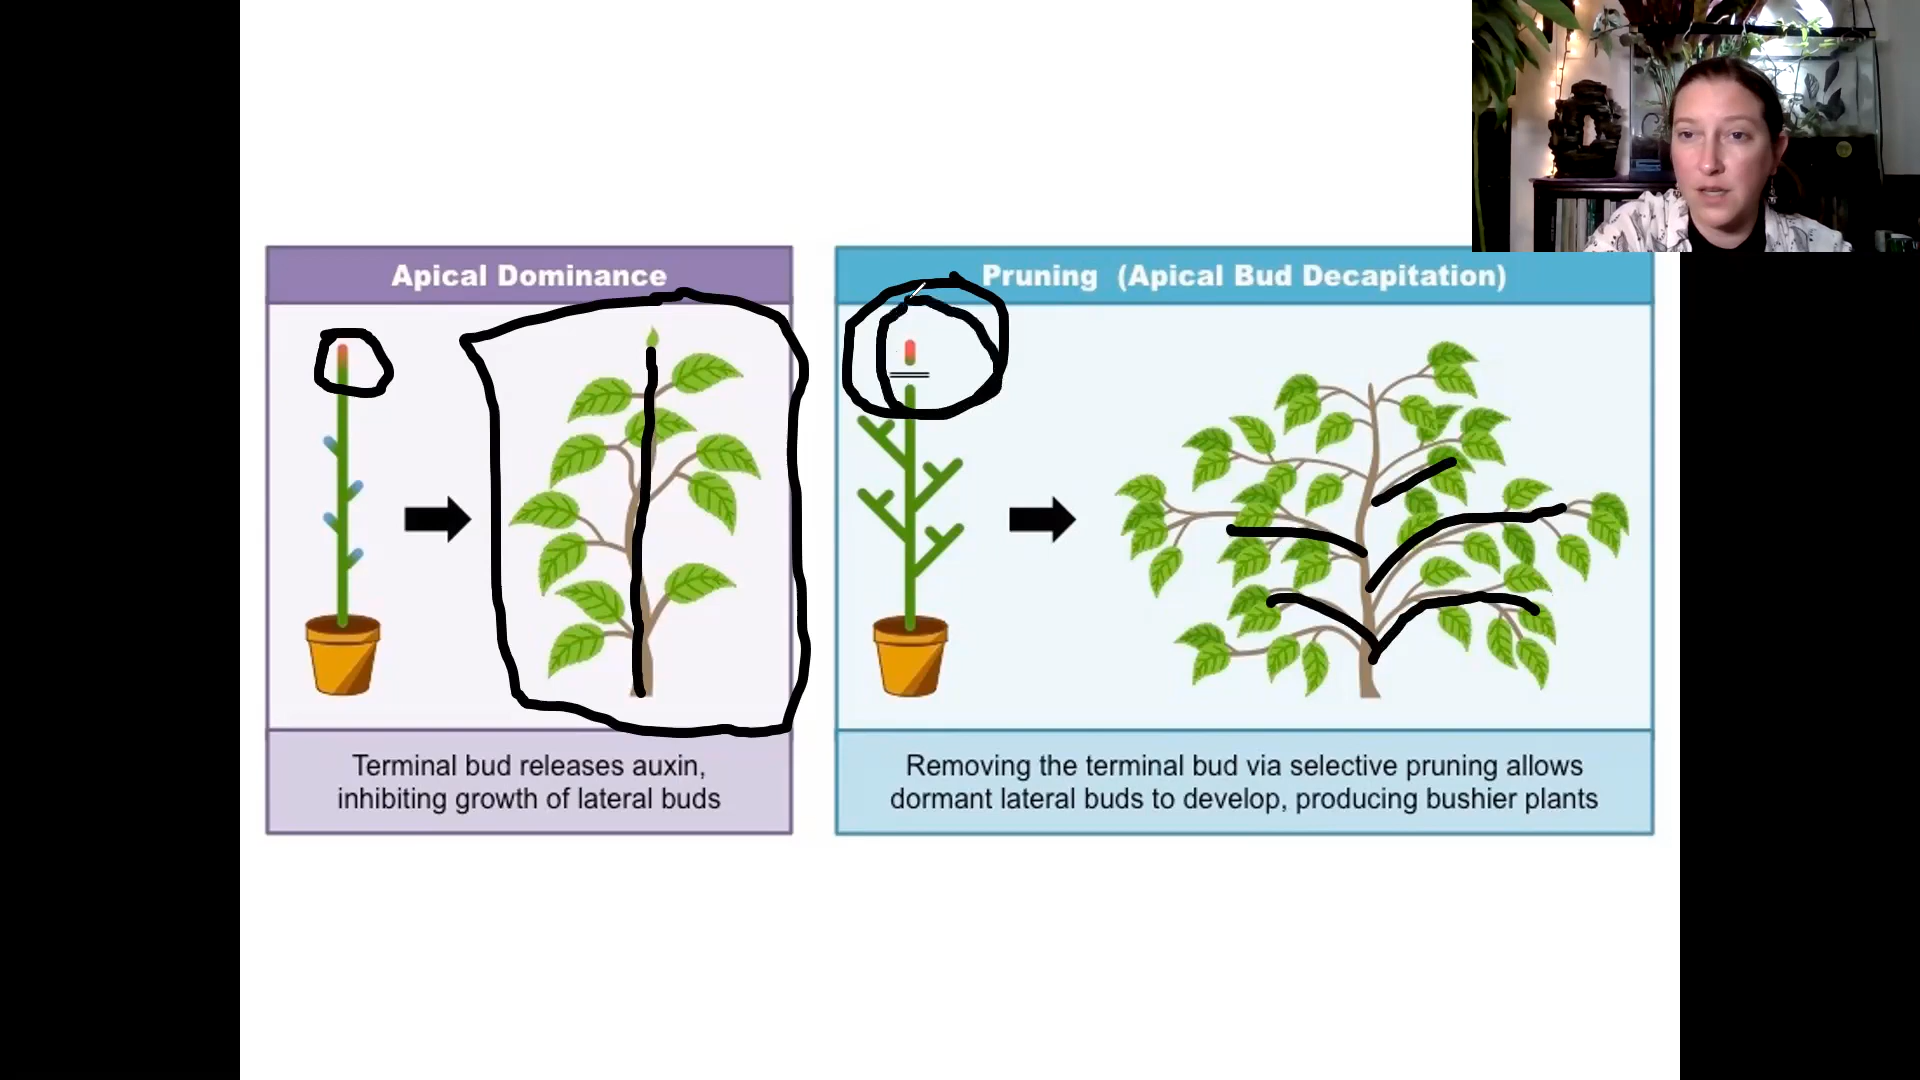 Apical Dominance
Terminal bud releases auxin,
inhibiting growth of lateral buds
Pruning (Apical Bud Decapitation)
Removing the terminal bud via selective pruning allows
dormant lateral buds to develop, producing bushier plants